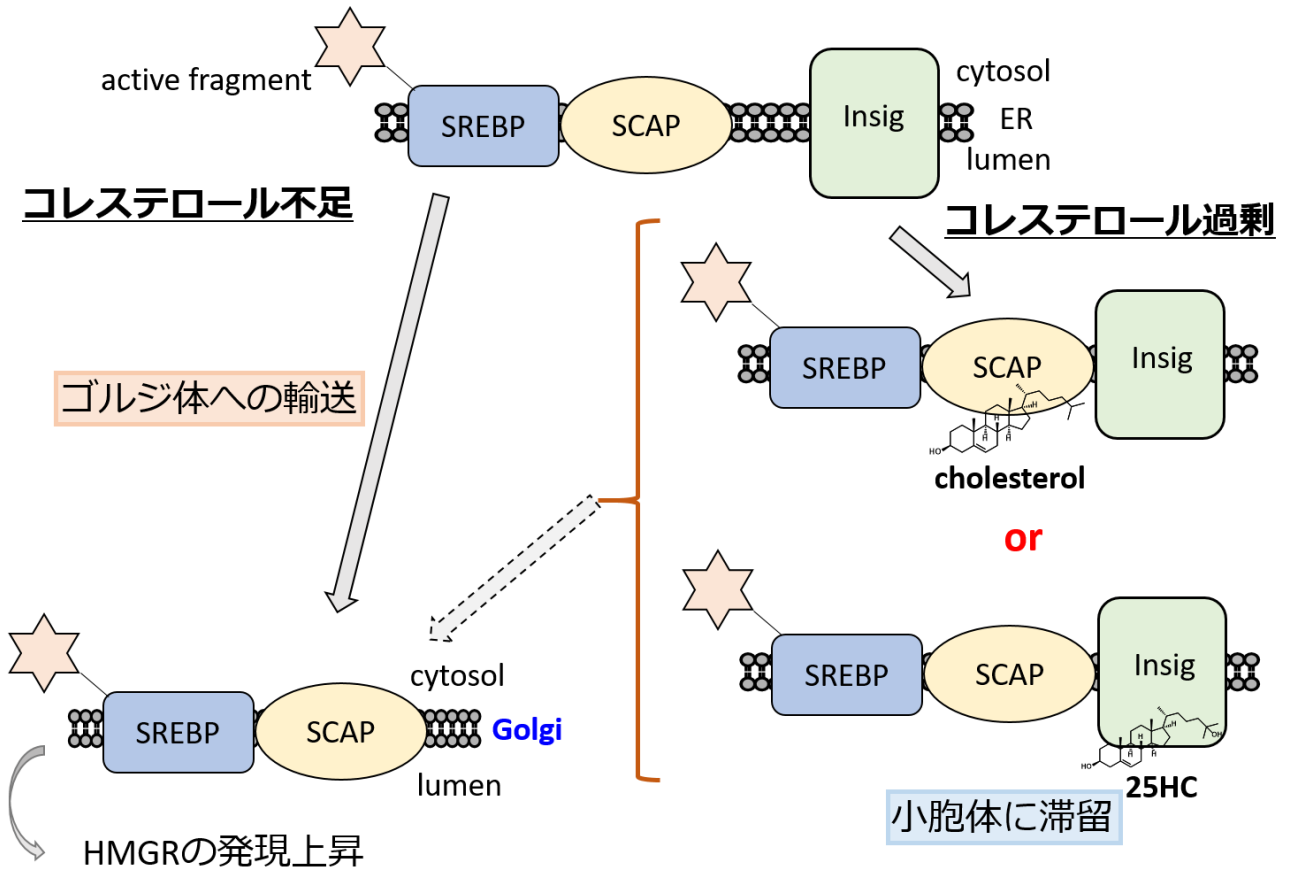 active fragment
SREBP
SCAP
Insig
cytosol
ER
lumen
コレステロール不足
コレステロール過剰
ゴルジ体への輸送
SREBP
SCAP
Insig
H
H
H
HO
cholesterol
or
SREBP
SCAP
Insig
H
H
H
OH
HO
25HC
小胞体に滞留
cytosol
SREBP
SCAP
Golgi
lumen
HMGRの発現上昇